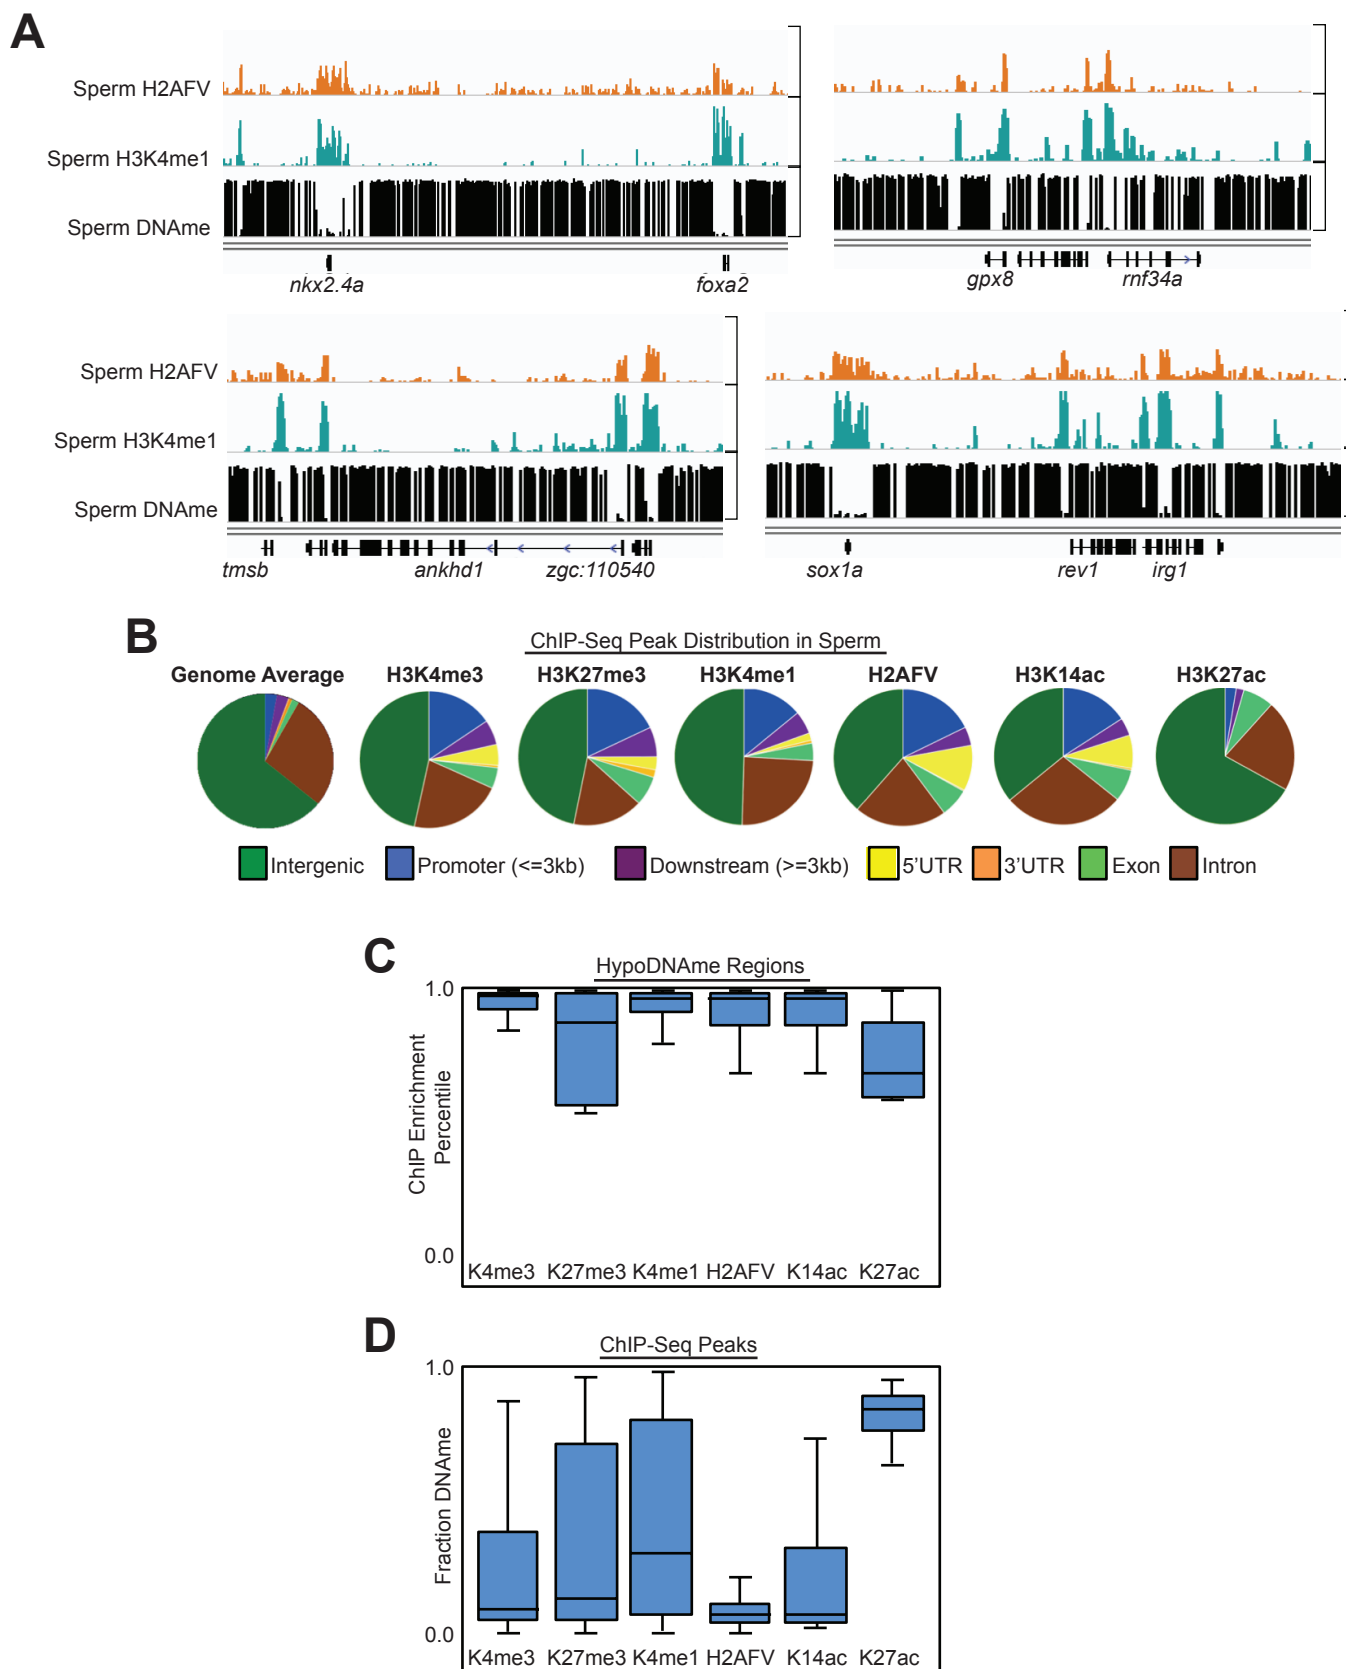 A
Sperm H2AFV
Sperm H3K4me1
Sperm DNAme
nkx2.4a
foxa2
gpx8
rnf34a
Sperm H2AFV
Sperm H3K4me1
Sperm DNAme
tmsb
ankhd1
zgc:110540
sox1a
rev1
irg1
B
ChIP-Seq Peak Distribution in Sperm
Genome Average
H3K4me3
H3K27me3
H3K4me1
H2AFV
H3K14ac
H3K27ac
Intergenic
Promoter (<=3kb)
Downstream (>=3kb)
5'UTR
3'UTR
Exon
Intron
C
HypoDNAme Regions
1.0
ChIP Enrichment
Percentile
0.0
K4me3 K27me3 K4me1 H2AFV K14ac K27ac
D
ChIP-Seq Peaks
1.0
Fraction DNAme
0.0
K4me3 K27me3 K4me1 H2AFV K14ac K27ac